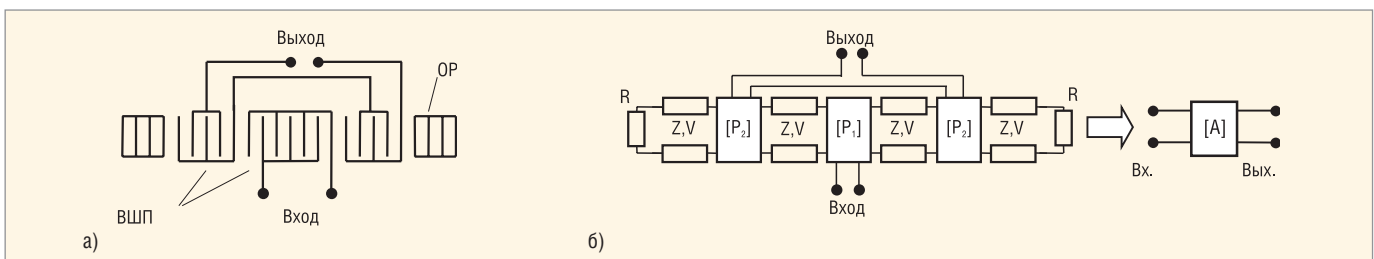 Выход
ОР
ВШП
Вход
а)
Выход
R
Z,V
[P₂]
Z,V
[P₁]
Z,V
[P₂]
Z,V
R
Вход
[A]
Вх.
Вых.
б)